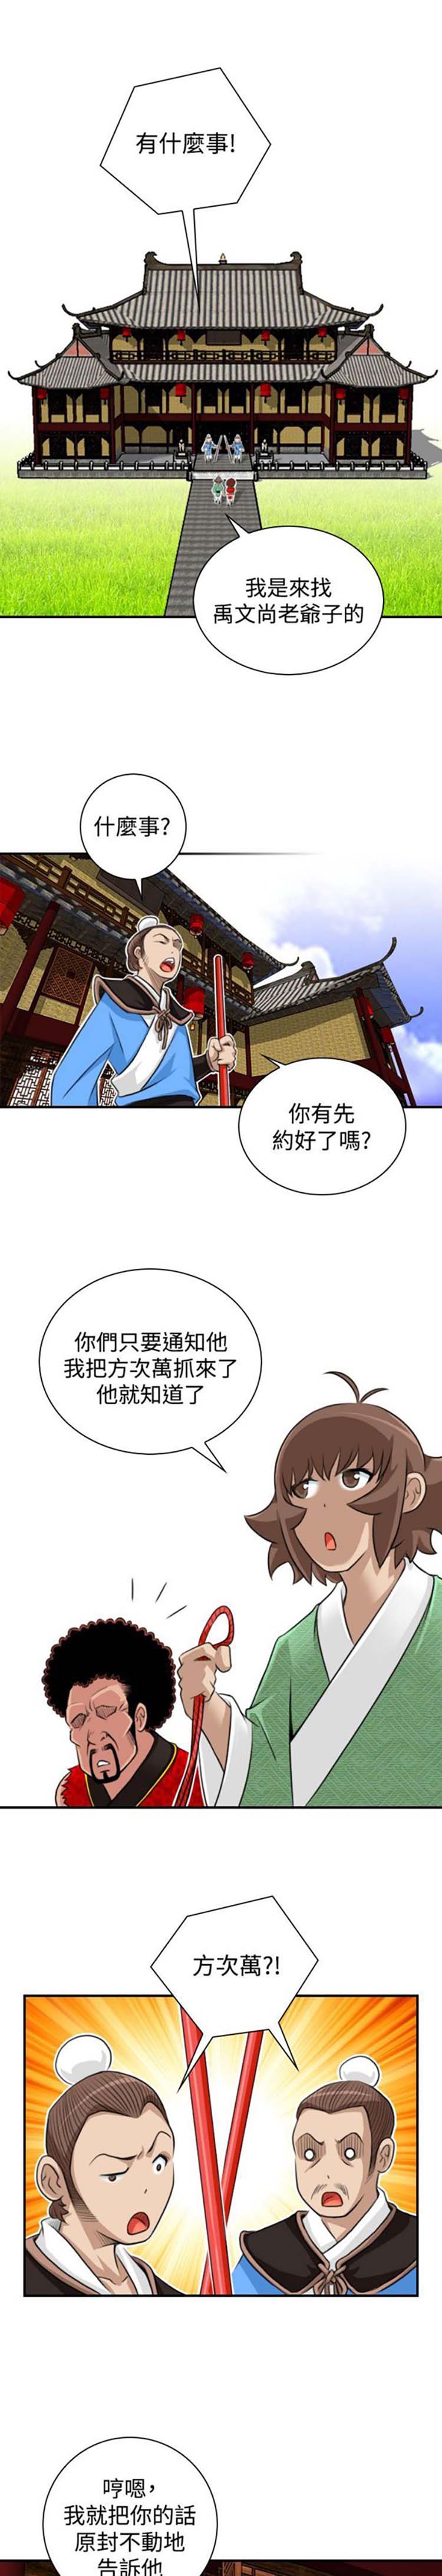 有什麼事!
我是來找
禹文尚老爺子的
什麼事?
你有先
約好了嗎?
你們只要通知他
我把方次萬抓來了
他就知道了
方次萬?!
哼嗯，
我就把你的話
原封不動地
告訴他